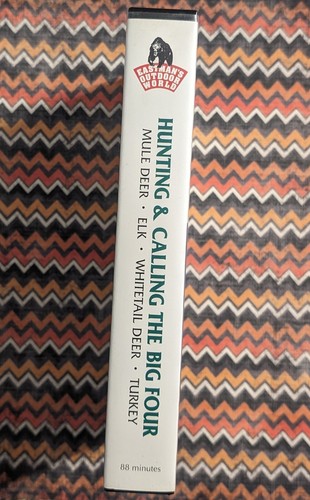 EASTMAN'S
OUTDOOR
WORLD
HUNTING & CALLING THE BIG FOUR
MULE DEER • ELK • WHITETAIL DEER • TURKEY
88 minutes